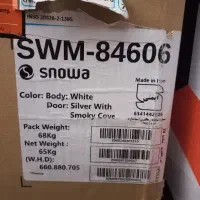 SWM-84606
snowa
Made in Iran
Color: Body: White
Door: Silver With
Smoky Cover
Pack Weight:
68Kg
Net Weight :
65Kg
(W.H.D):
660.880.705